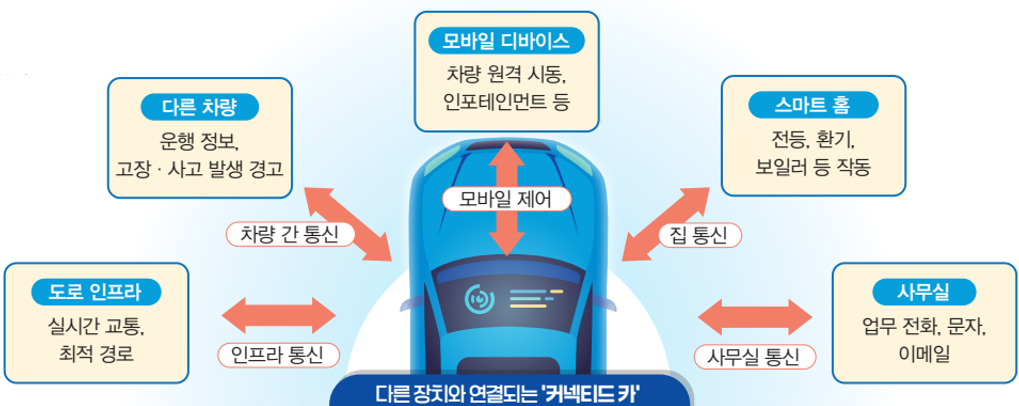 모바일 디바이스
차량 원격 시동,
인포테인먼트 등
모바일 제어
다른 차량
운행 정보,
고장 · 사고 발생 경고
차량 간 통신
스마트 홈
전등, 환기,
보일러 등 작동
집 통신
도로 인프라
실시간 교통,
최적 경로
인프라 통신
사무실
업무 전화, 문자,
이메일
사무실 통신
다른 장치와 연결되는 '커넥티드 카'